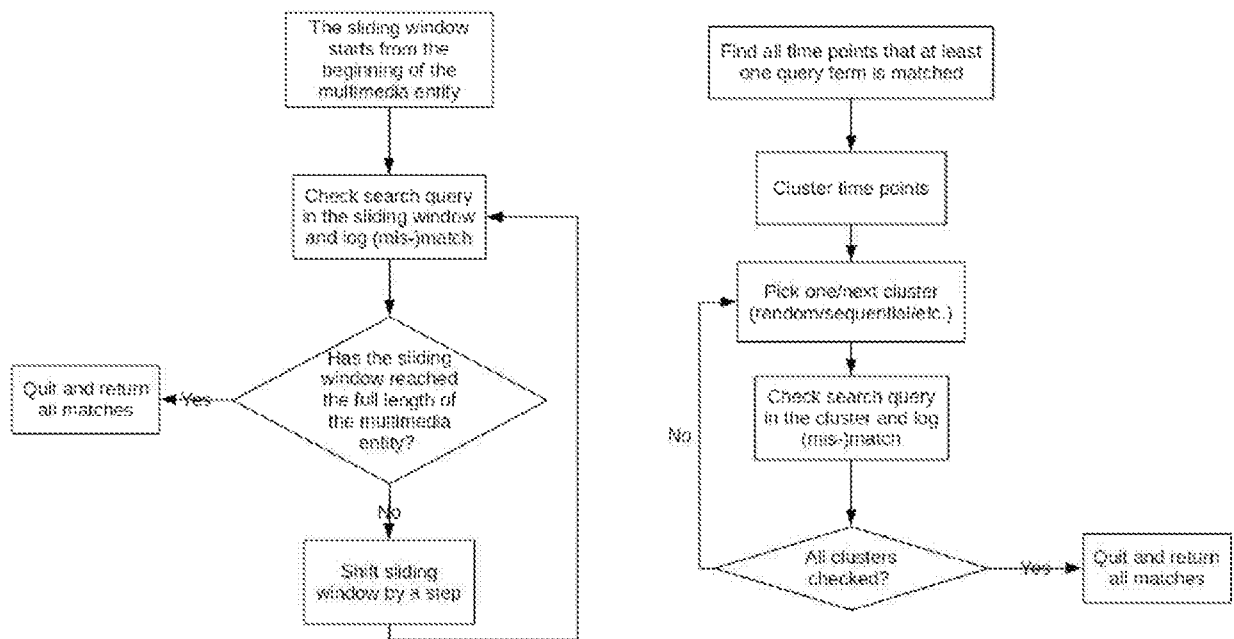 The sliding window
starts from the
beginning of the
multimedia entity
Check search query
in the sliding window
and log (mis-)match
Has the sliding
window reached
the full length of
the multimedia
entity?
Yes
Quit and return
all matches
No
Shift sliding
window by a step
Find all time points that at least
one query term is matched
Cluster time points
Pick one/next cluster
(random/sequential/etc.)
Check search query
in the cluster and log
(mis-)match
No
All clusters
checked?
Yes
Quit and return
all matches